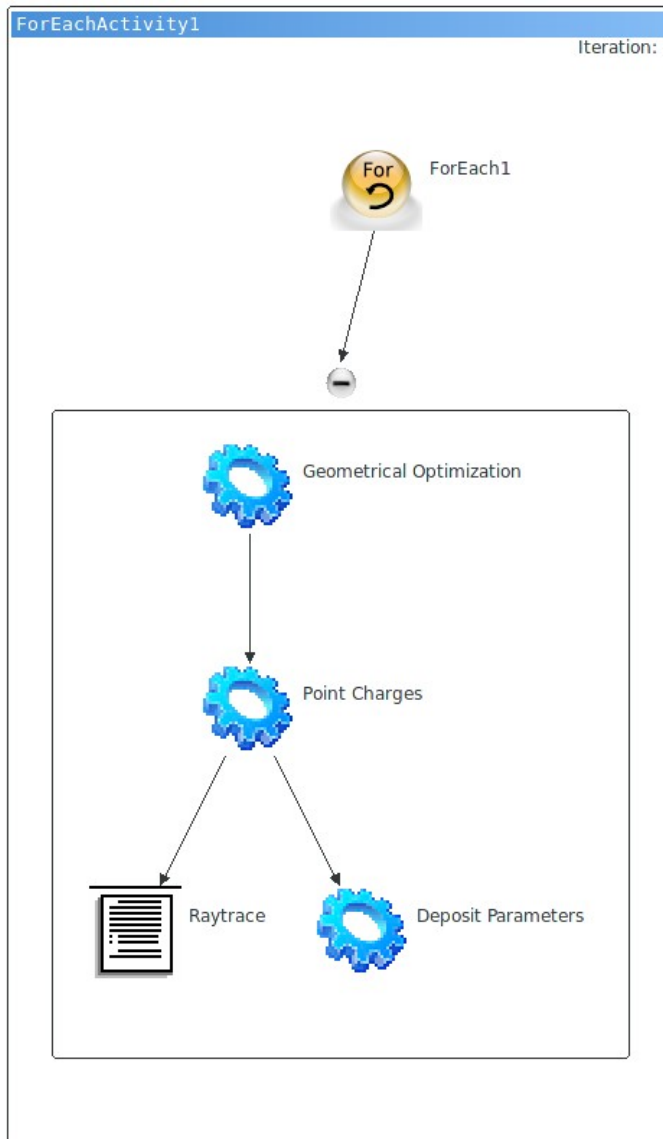 ForEachActivity1
Iteration:
For
ForEach1
Geometrical Optimization
Point Charges
Raytrace
Deposit Parameters